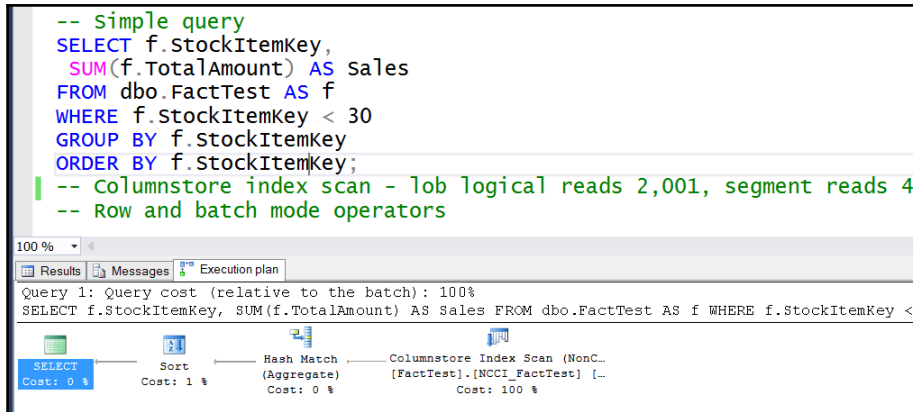 -- Simple query
SELECT f.StockItemKey,
SUM(f.TotalAmount) AS Sales
FROM dbo.FactTest AS f
WHERE f.StockItemKey < 30
GROUP BY f.StockItemKey
ORDER BY f.StockItemKey;
-- Columnstore index scan - lob logical reads 2,001, segment reads 4
-- Row and batch mode operators
100 %
Results Messages Execution plan
Query 1: Query cost (relative to the batch): 100%
SELECT f.StockItemKey, SUM(f.TotalAmount) AS Sales FROM dbo.FactTest AS f WHERE f.StockItemKey <
SELECT
Cost: 0 %
Sort
Cost: 1 %
Hash Match
(Aggregate)
Cost: 0 %
Columnstore Index Scan (NonC...
[FactTest].[NCCI_FactTest] [...
Cost: 100 %